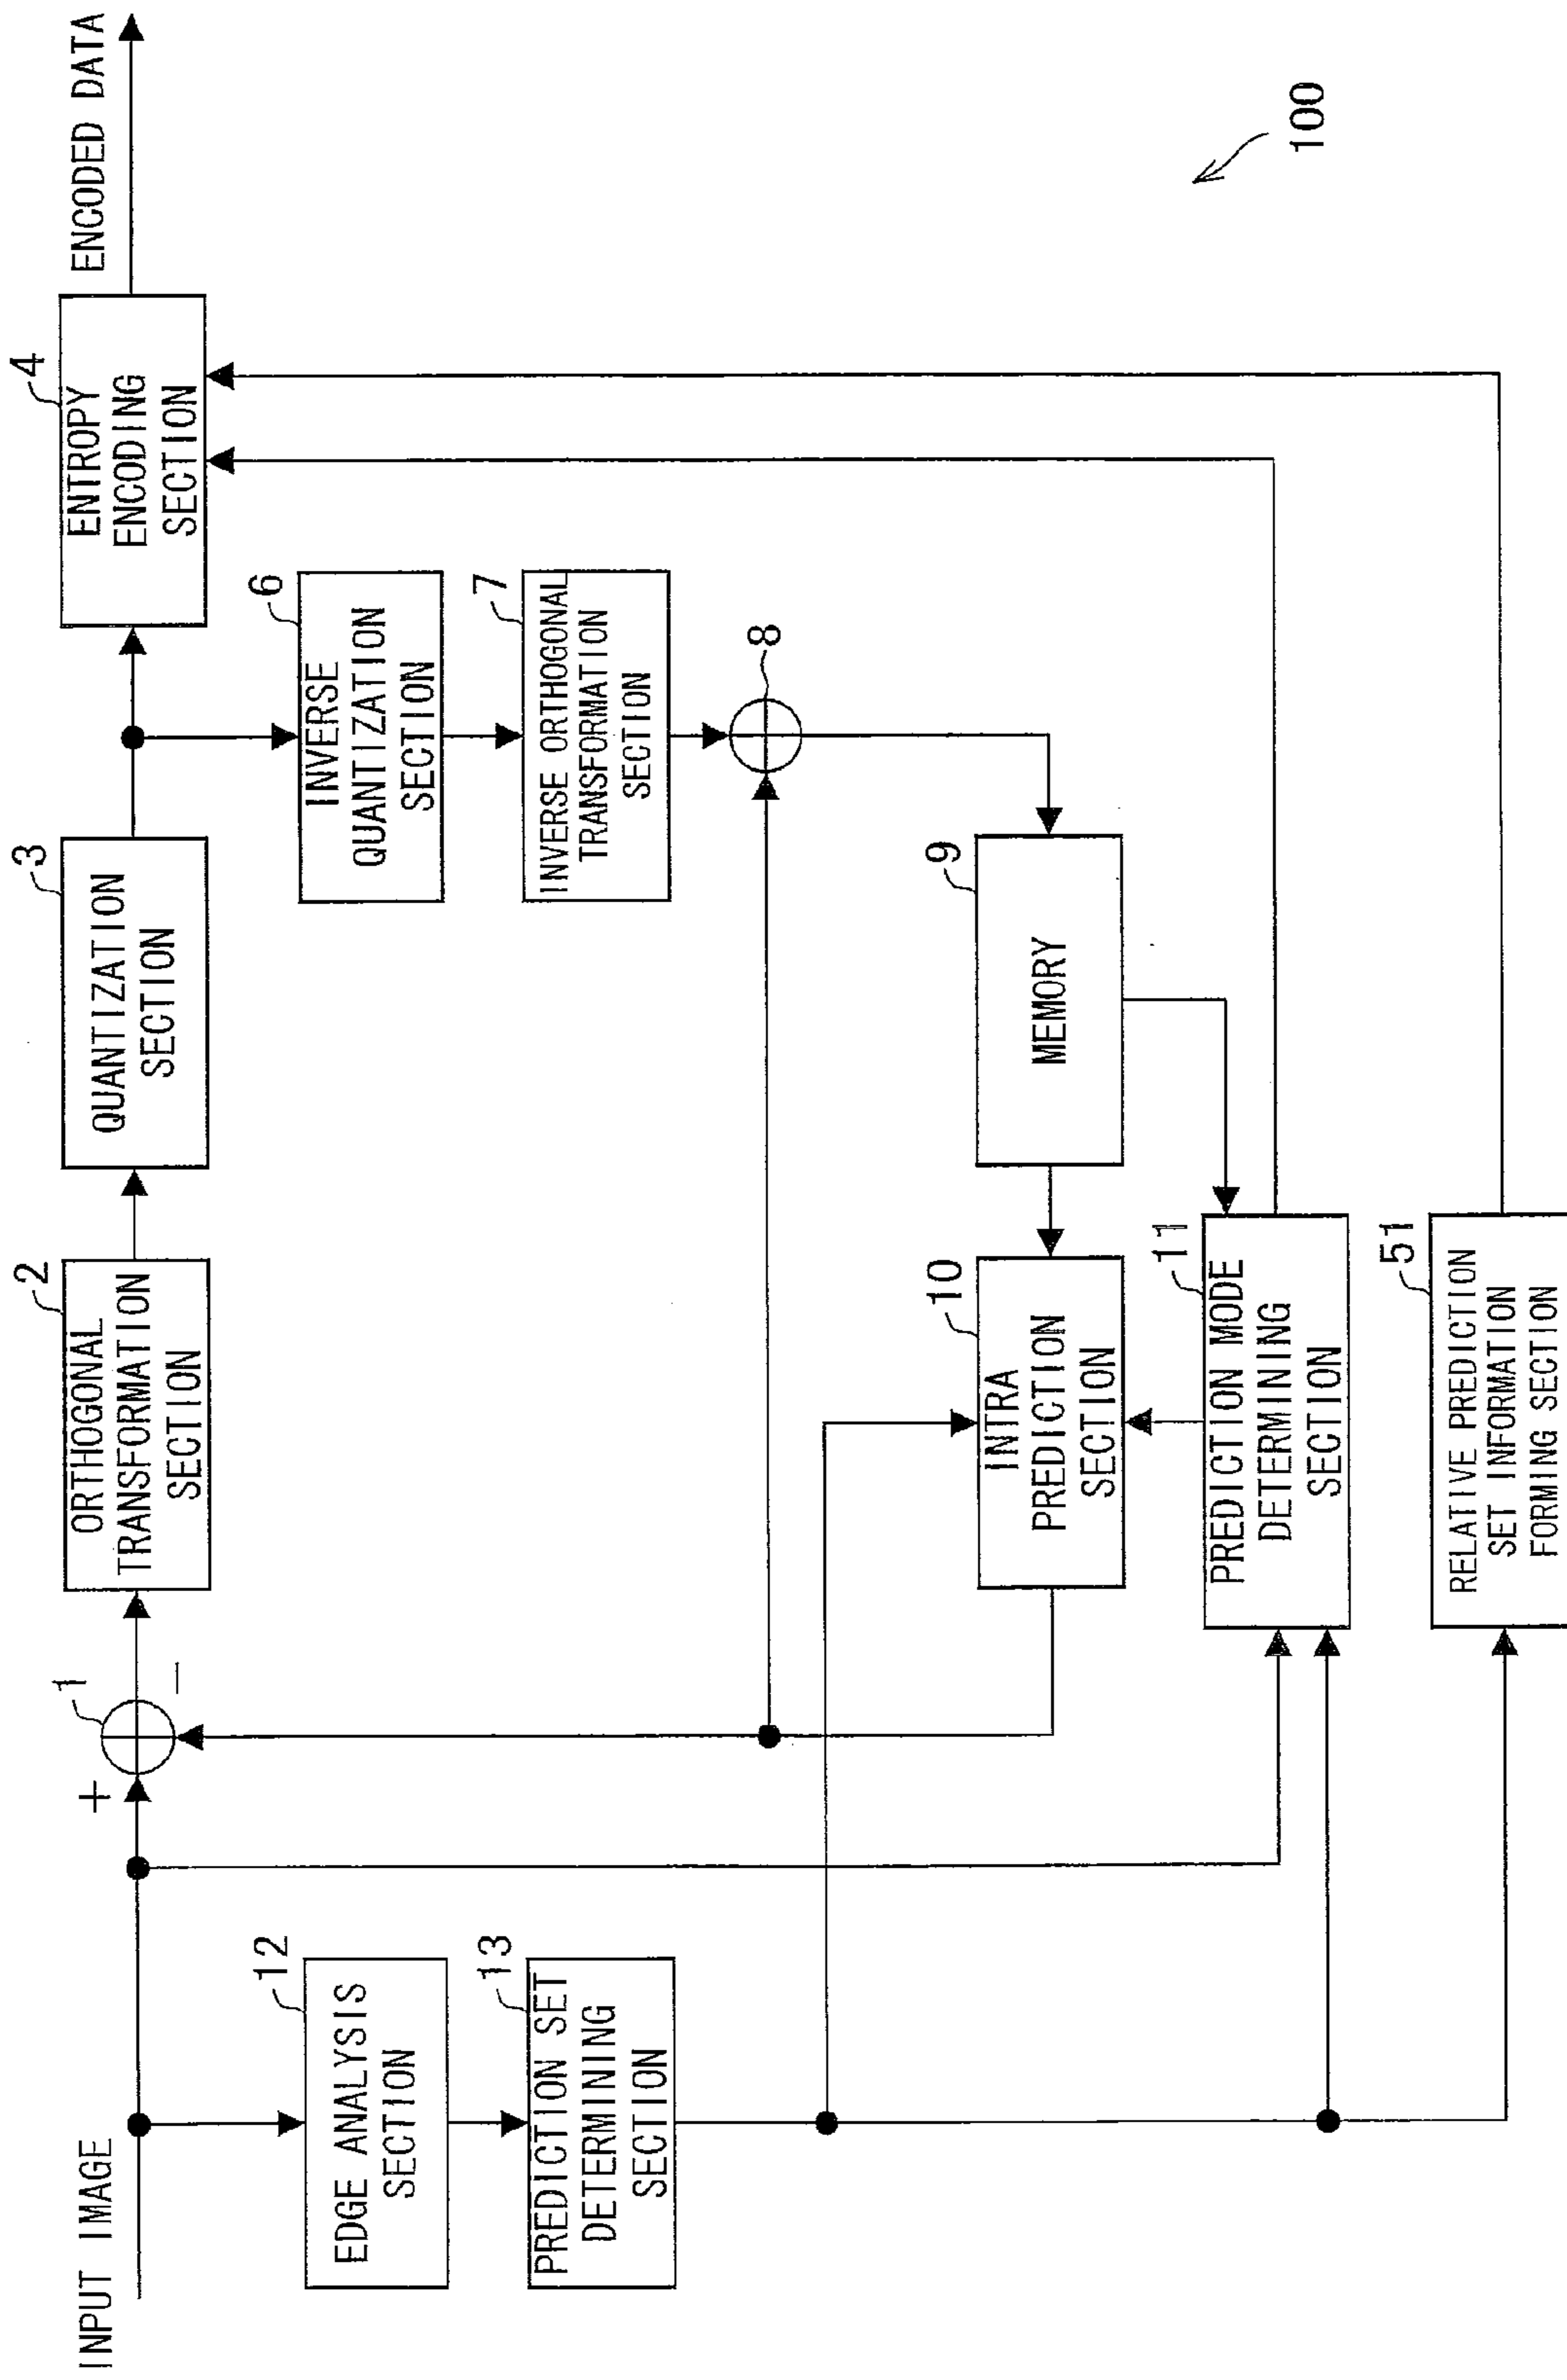 INPUT IMAGE
+
1
−
2
ORTHOGONAL
TRANSFORMATION
SECTION
3
QUANTIZATION
SECTION
4
ENTROPY
ENCODING
SECTION
ENCODED DATA
12
EDGE ANALYSIS
SECTION
13
PREDICTION SET
DETERMINING
SECTION
6
INVERSE
QUANTIZATION
SECTION
7
INVERSE ORTHOGONAL
TRANSFORMATION
SECTION
8
9
MEMORY
10
INTRA
PREDICTION
SECTION
11
PREDICTION MODE
DETERMINING
SECTION
51
RELATIVE PREDICTION
SET INFORMATION
FORMING SECTION
100